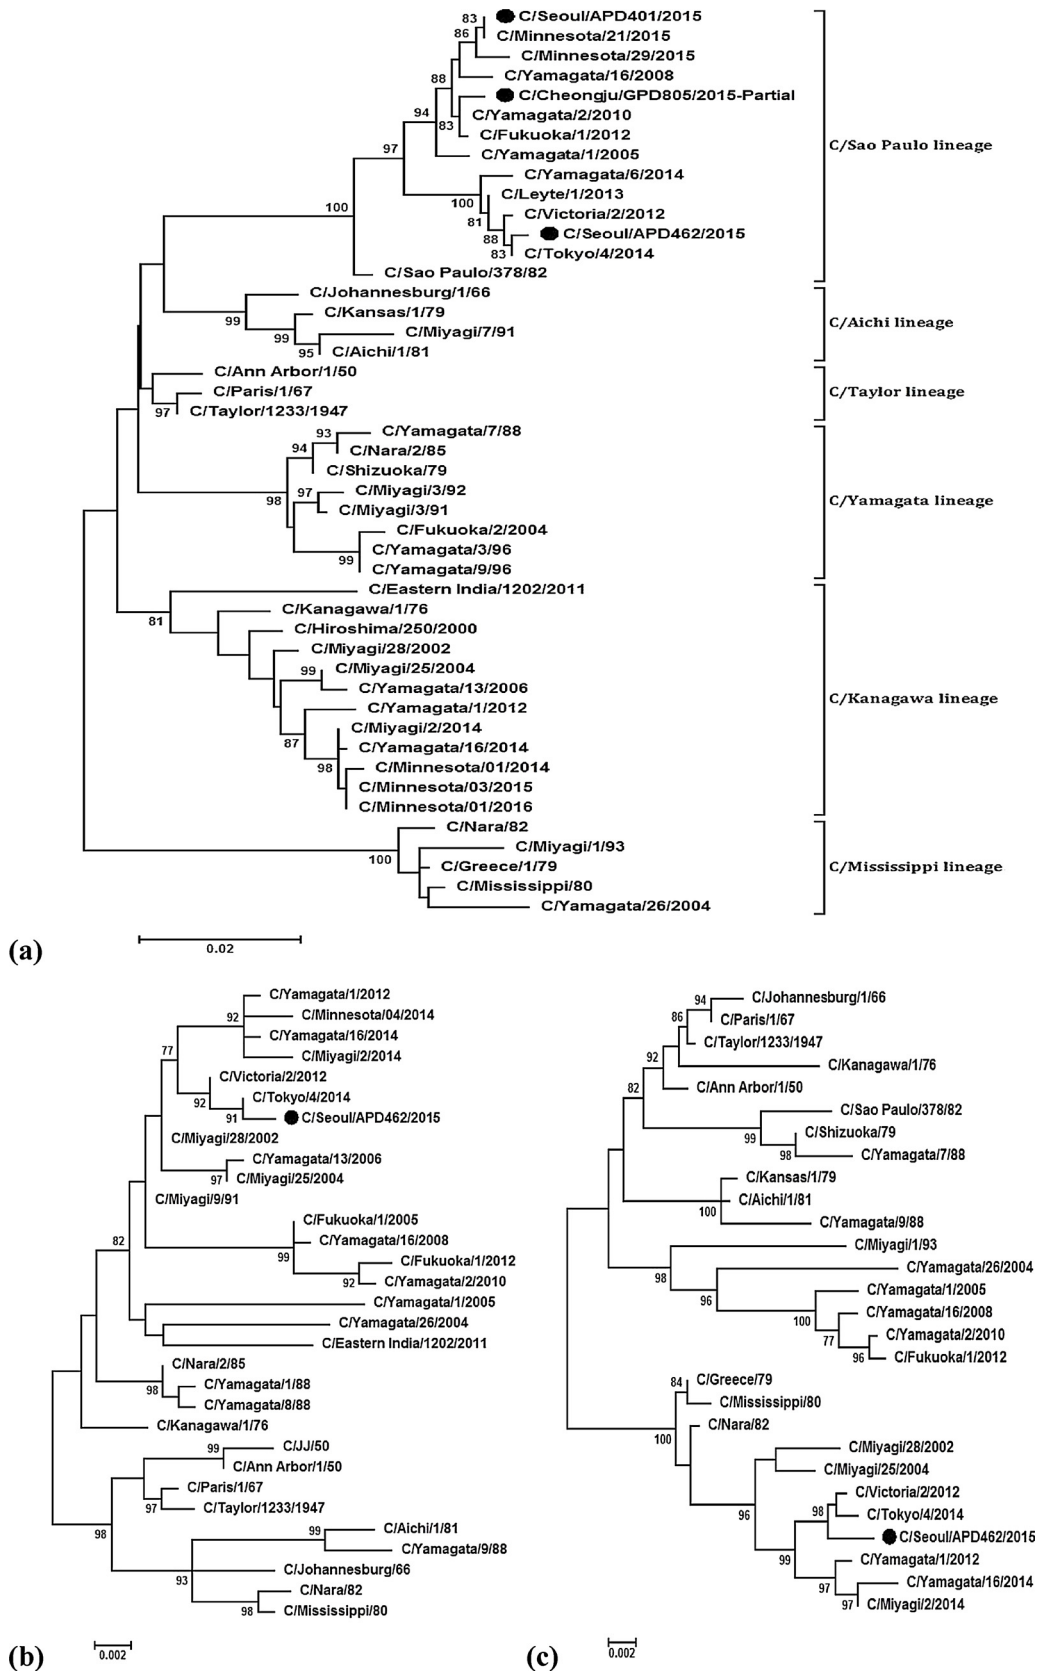 83
C/Seoul/APD401/2015
86
C/Minnesota/21/2015
C/Minnesota/29/2015
88
C/Yamagata/16/2008
C/Cheongju/GPD805/2015-Partial
94
C/Yamagata/2/2010
83
C/Fukuoka/1/2012
97
C/Yamagata/1/2005
C/Sao Paulo lineage
C/Yamagata/6/2014
100
C/Leyte/1/2013
100
81
C/Victoria/2/2012
88
C/Seoul/APD462/2015
83
C/Tokyo/4/2014
C/Sao Paulo/378/82
C/Johannesburg/1/66
99
C/Kansas/1/79
99
C/Miyagi/7/91
95
C/Aichi/1/81
C/Aichi lineage
C/Ann Arbor/1/50
C/Paris/1/67
97
C/Taylor/1233/1947
C/Taylor lineage
93
C/Yamagata/7/88
94
C/Nara/2/85
C/Shizuoka/79
98
97
C/Miyagi/3/92
C/Miyagi/3/91
C/Fukuoka/2/2004
C/Yamagata/3/96
99
C/Yamagata/9/96
C/Yamagata lineage
C/Eastern India/1202/2011
81
C/Kanagawa/1/76
C/Hiroshima/250/2000
C/Miyagi/28/2002
99
C/Miyagi/25/2004
C/Yamagata/13/2006
C/Yamagata/1/2012
87
C/Miyagi/2/2014
C/Yamagata/16/2014
98
C/Minnesota/01/2014
C/Minnesota/03/2015
C/Minnesota/01/2016
C/Kanagawa lineage
C/Nara/82
100
C/Miyagi/1/93
C/Greece/1/79
C/Mississippi/80
C/Yamagata/26/2004
C/Mississippi lineage
0.02
(a)
C/Yamagata/1/2012
92
C/Minnesota/04/2014
C/Yamagata/16/2014
77
C/Miyagi/2/2014
C/Victoria/2/2012
92
C/Tokyo/4/2014
91
C/Seoul/APD462/2015
C/Miyagi/28/2002
C/Yamagata/13/2006
97
C/Miyagi/25/2004
C/Miyagi/9/91
82
C/Fukuoka/1/2005
C/Yamagata/16/2008
99
C/Fukuoka/1/2012
92
C/Yamagata/2/2010
C/Yamagata/1/2005
C/Yamagata/26/2004
C/Eastern India/1202/2011
C/Nara/2/85
98
C/Yamagata/1/88
C/Yamagata/8/88
C/Kanagawa/1/76
99
C/JJ/50
C/Ann Arbor/1/50
C/Paris/1/67
97
C/Taylor/1233/1947
98
99
C/Aichi/1/81
C/Yamagata/9/88
C/Johannesburg/66
93
C/Nara/82
98
C/Mississippi/80
0.002
(b)
94
C/Johannesburg/1/66
86
C/Paris/1/67
C/Taylor/1233/1947
92
C/Kanagawa/1/76
C/Ann Arbor/1/50
82
C/Sao Paulo/378/82
99
C/Shizuoka/79
98
C/Yamagata/7/88
C/Kansas/1/79
C/Aichi/1/81
100
C/Yamagata/9/88
C/Miyagi/1/93
98
C/Yamagata/26/2004
96
C/Yamagata/1/2005
100
C/Yamagata/16/2008
77
C/Yamagata/2/2010
96
C/Fukuoka/1/2012
84
C/Greece/79
C/Mississippi/80
100
C/Nara/82
C/Miyagi/28/2002
C/Miyagi/25/2004
96
98
C/Victoria/2/2012
C/Tokyo/4/2014
C/Seoul/APD462/2015
99
C/Yamagata/1/2012
97
C/Yamagata/16/2014
97
C/Miyagi/2/2014
0.002
(c)